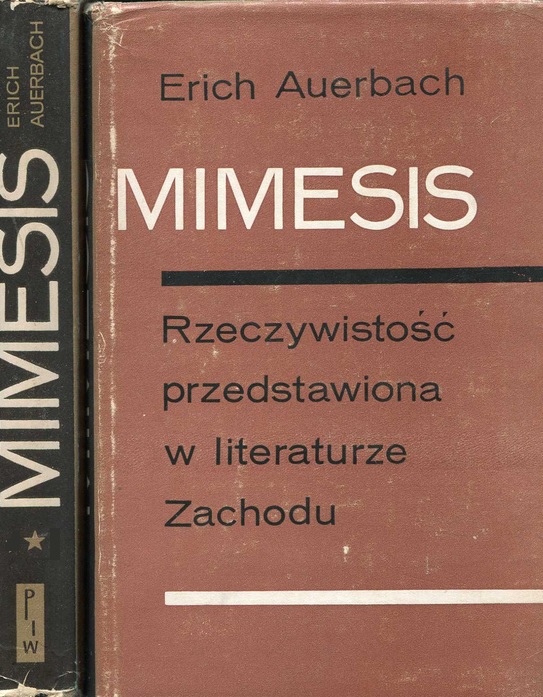 ERICH
AUERBACH
MIMESIS
PIW
Erich Auerbach
MIMESIS
Rzeczywistość
przedstawiona
w literaturze
Zachodu